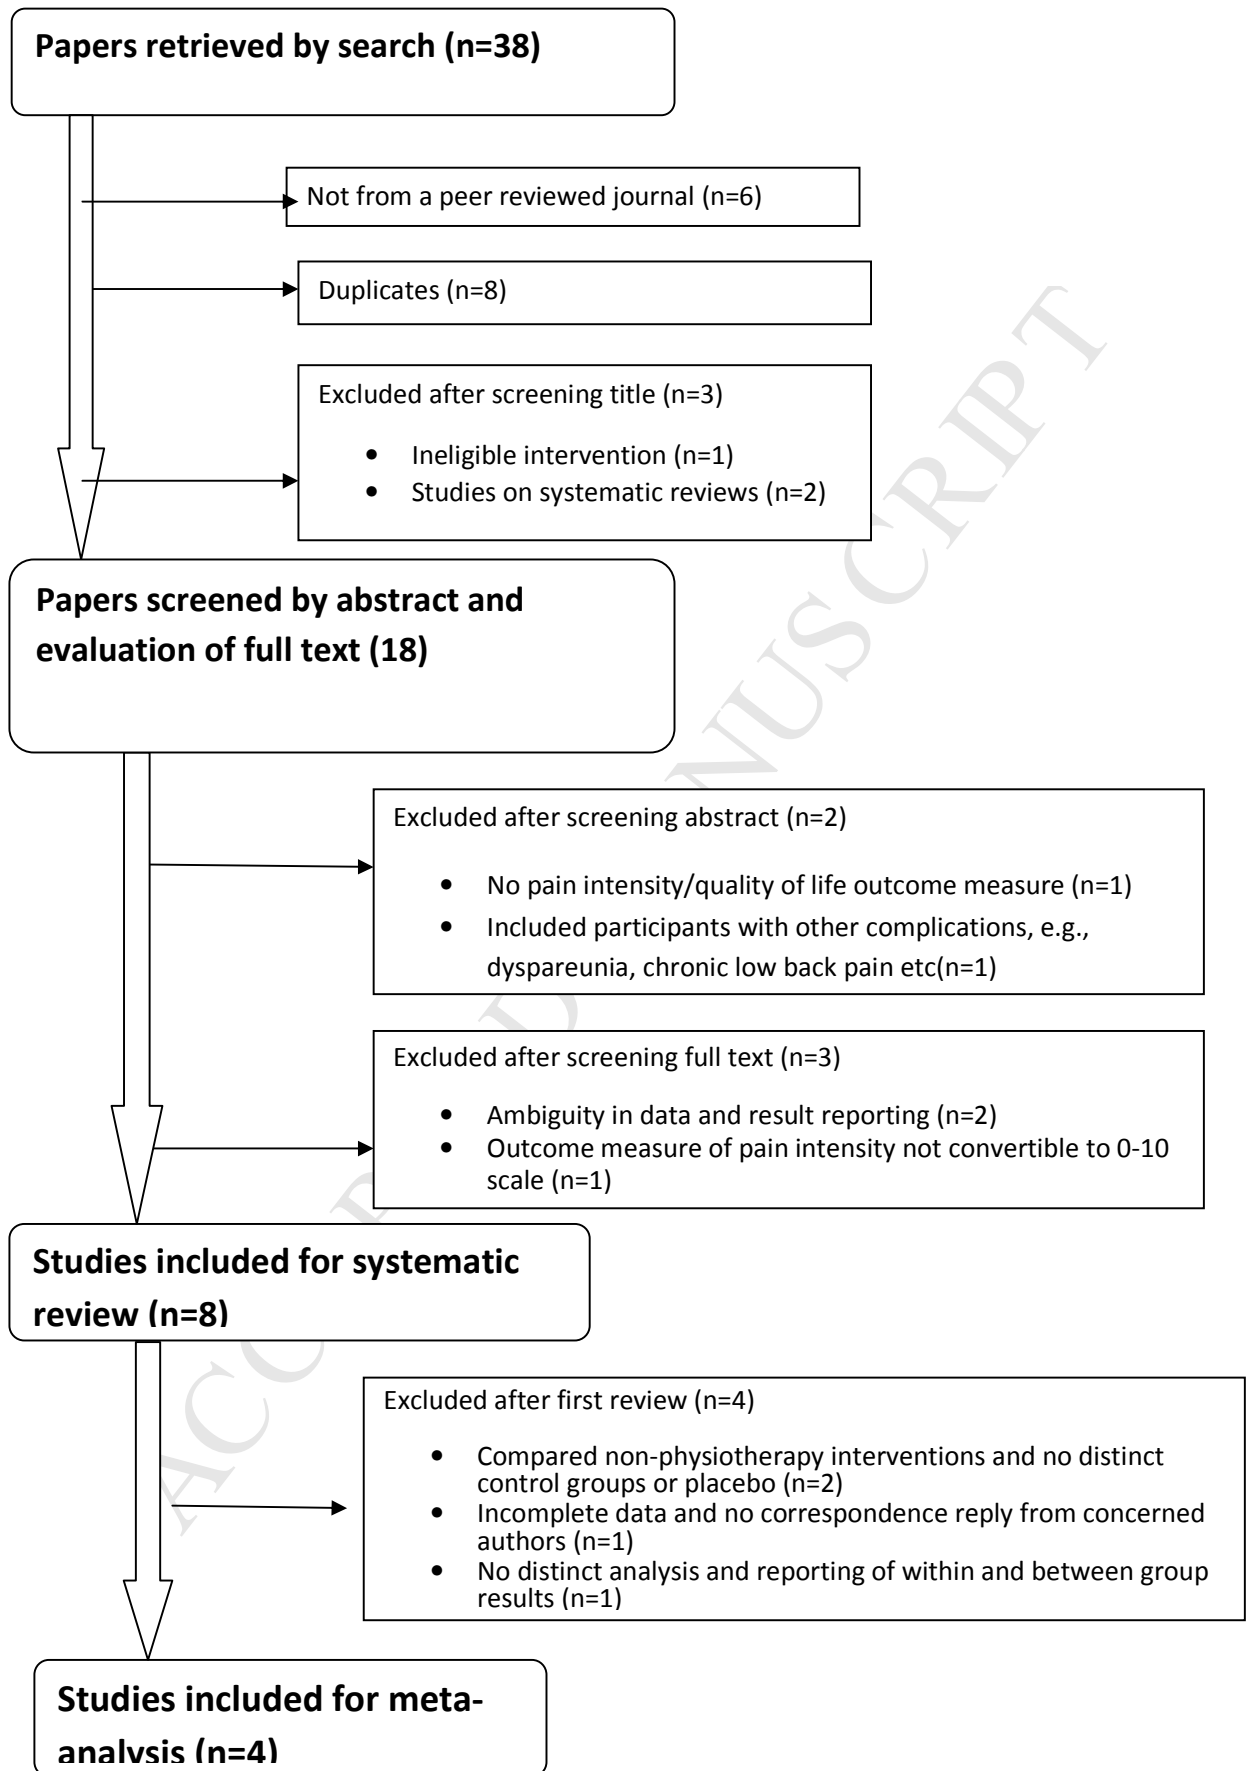 Papers retrieved by search (n=38)
Not from a peer reviewed journal (n=6)
Duplicates (n=8)
Excluded after screening title (n=3)
• Ineligible intervention (n=1)
• Studies on systematic reviews (n=2)
Papers screened by abstract and
evaluation of full text (18)
Excluded after screening abstract (n=2)
• No pain intensity/quality of life outcome measure (n=1)
• Included participants with other complications, e.g.,
dyspareunia, chronic low back pain etc(n=1)
Excluded after screening full text (n=3)
• Ambiguity in data and result reporting (n=2)
• Outcome measure of pain intensity not convertible to 0-10
scale (n=1)
Studies included for systematic
review (n=8)
Excluded after first review (n=4)
• Compared non-physiotherapy interventions and no distinct
control groups or placebo (n=2)
• Incomplete data and no correspondence reply from concerned
authors (n=1)
• No distinct analysis and reporting of within and between group
results (n=1)
Studies included for meta-
analysis (n=4)